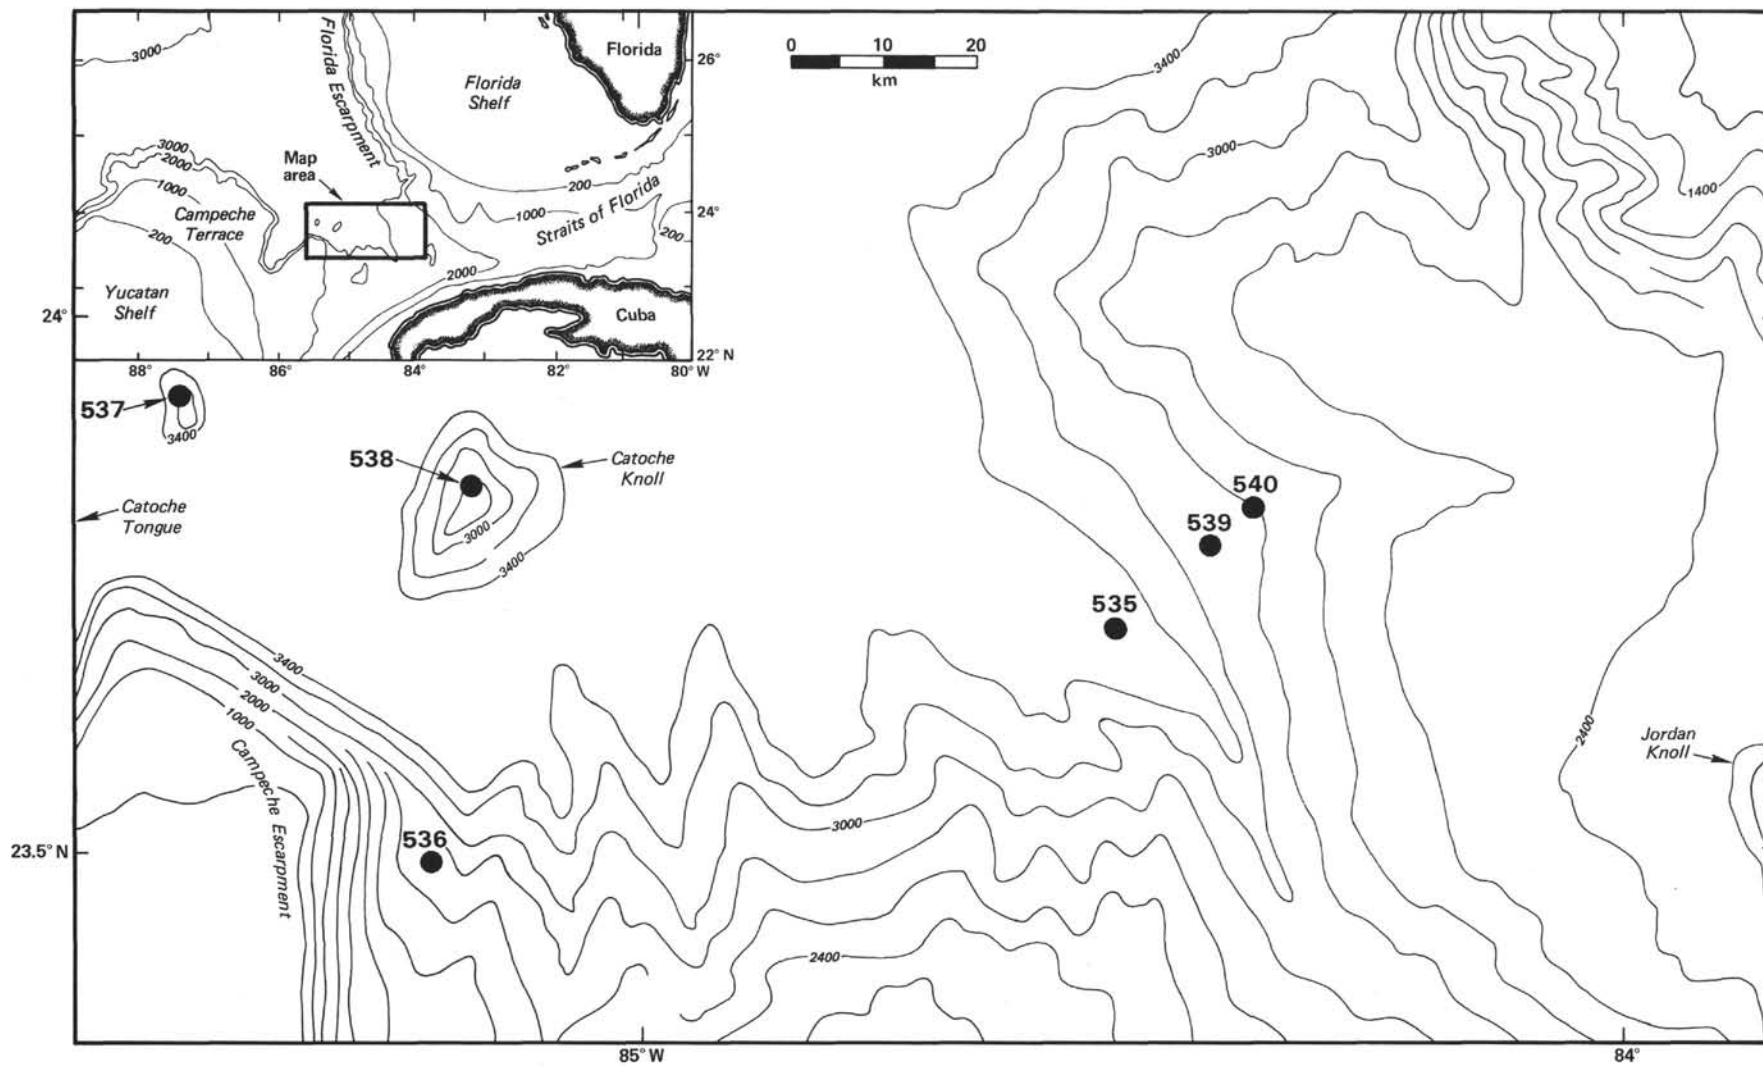 3000
Florida Escarpment
Florida
Shelf
Florida
26°
0 10 20
km
3400
3000
1400
3000
2000
1000
Map
area
200
1000
Straits of Florida
24°
200
Campeche
Terrace
200
2000
Yucatan
Shelf
Cuba
24°
22° N
88°
86°
84°
82°
80° W
537
3400
538
Catoche
Knoll
3000
3400
Catoche
Tongue
540
539
535
3400
3000
2000
1000
Campeche Escarpment
2400
Jordan
Knoll
3000
536
23.5° N
2400
85° W
84°